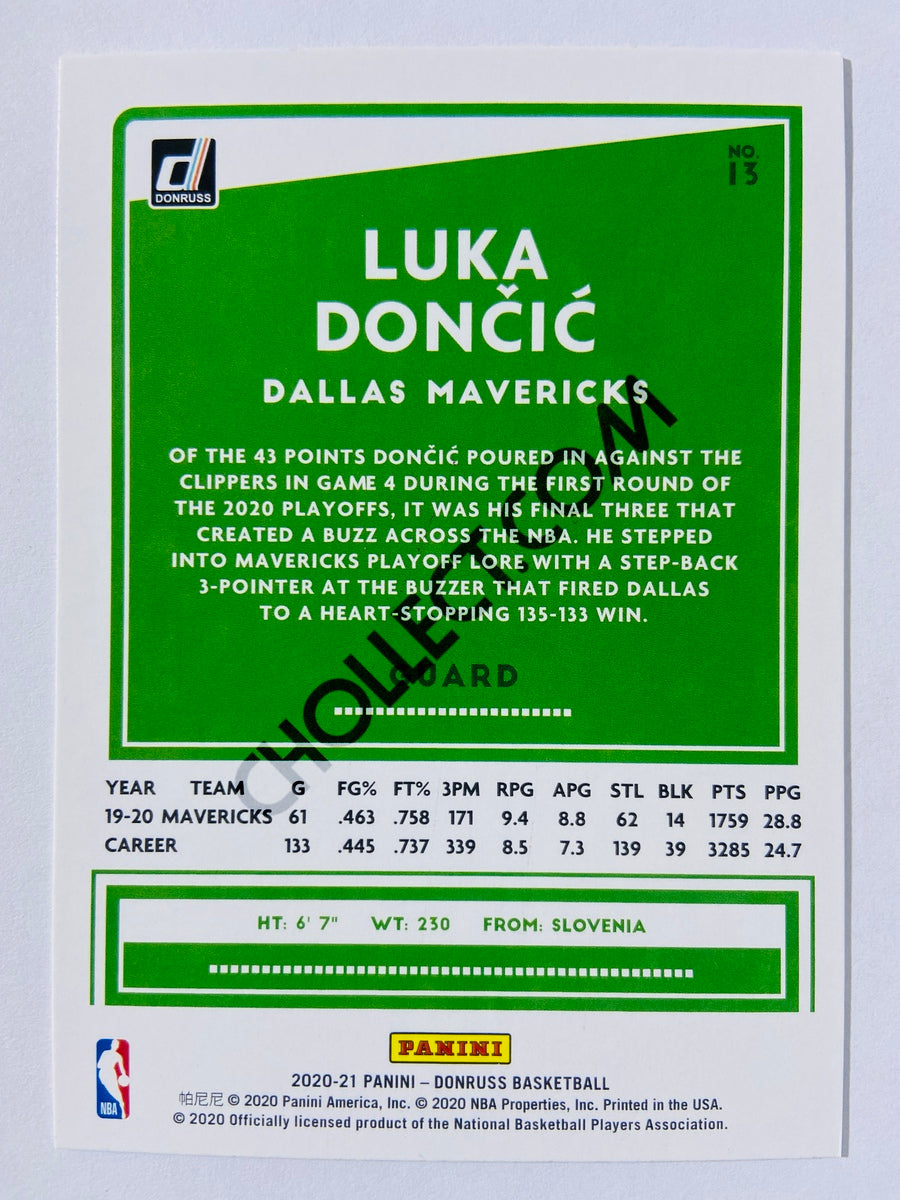 DONRUSS
NO.
13
LUKA
DONČIĆ
DALLAS MAVERICKS
OF THE 43 POINTS DONČIĆ POURED IN AGAINST THE
CLIPPERS IN GAME 4 DURING THE FIRST ROUND OF
THE 2020 PLAYOFFS, IT WAS HIS FINAL THREE THAT
CREATED A BUZZ ACROSS THE NBA. HE STEPPED
INTO MAVERICKS PLAYOFF LORE WITH A STEP-BACK
3-POINTER AT THE BUZZER THAT FIRED DALLAS
TO A HEART-STOPPING 135-133 WIN.
GUARD
CHOLLECT.COM
YEAR TEAM G FG% FT% 3PM RPG APG STL BLK PTS PPG
19-20 MAVERICKS 61 .463 .758 171 9.4 8.8 62 14 1759 28.8
CAREER 133 .445 .737 339 8.5 7.3 139 39 3285 24.7
HT: 6' 7" WT: 230 FROM: SLOVENIA
PANINI
NBA
2020-21 PANINI – DONRUSS BASKETBALL
帕尼尼 © 2020 Panini America, Inc. © 2020 NBA Properties, Inc. Printed in the USA.
© 2020 Officially licensed product of the National Basketball Players Association.